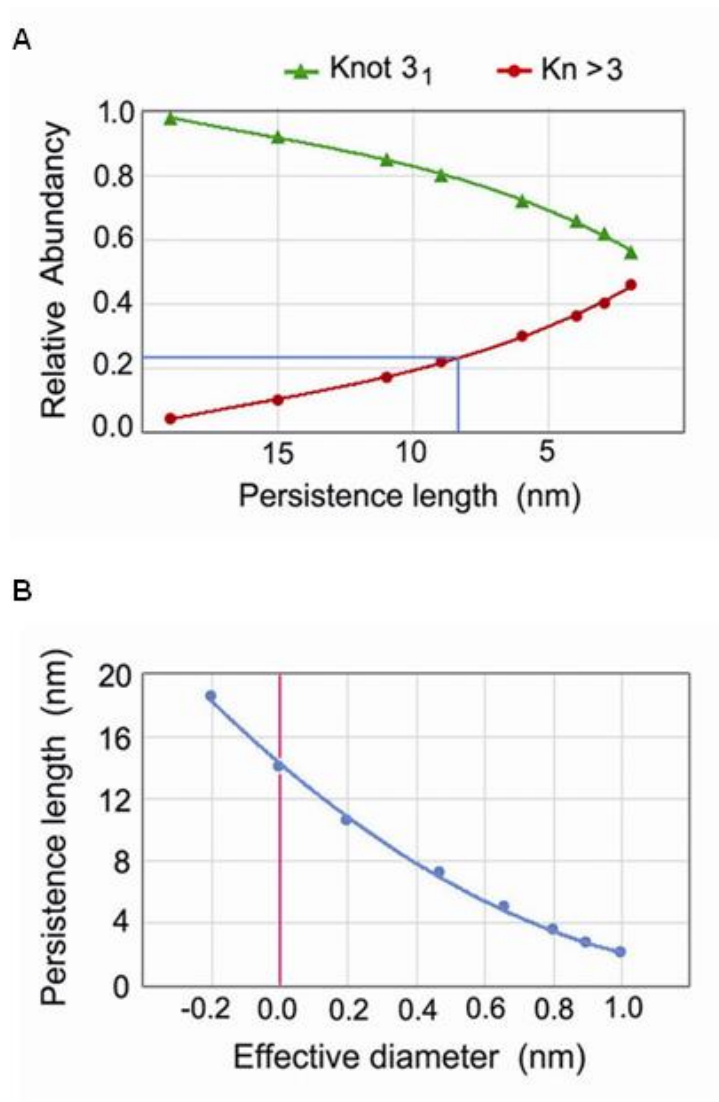 A
Knot 3₁ Kn >3
Relative Abundancy
1.0
0.8
0.6
0.4
0.2
0.0
15 10 5
Persistence length (nm)
B
Persistence length (nm)
20
16
12
8
4
0
-0.2 0.0 0.2 0.4 0.6 0.8 1.0
Effective diameter (nm)